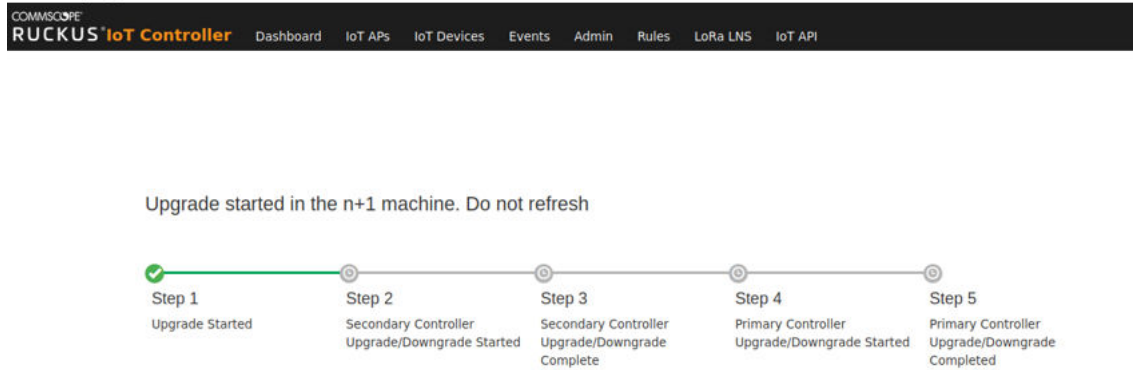 COMMSCOPE®
RUCKUS® IoT Controller Dashboard IoT APs IoT Devices Events Admin Rules LoRa LNS IoT API
Upgrade started in the n+1 machine. Do not refresh
Step 1 Step 2 Step 3 Step 4 Step 5
Upgrade Started Secondary Controller Secondary Controller Primary Controller Primary Controller
Upgrade/Downgrade Started Upgrade/Downgrade Upgrade/Downgrade Started Upgrade/Downgrade
Complete Completed